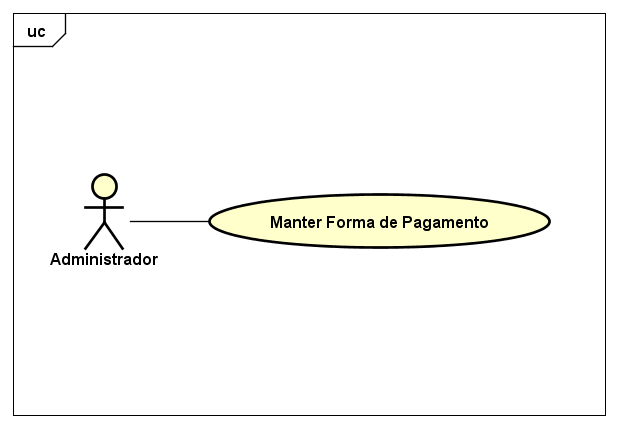 uc
Manter Forma de Pagamento
Administrador